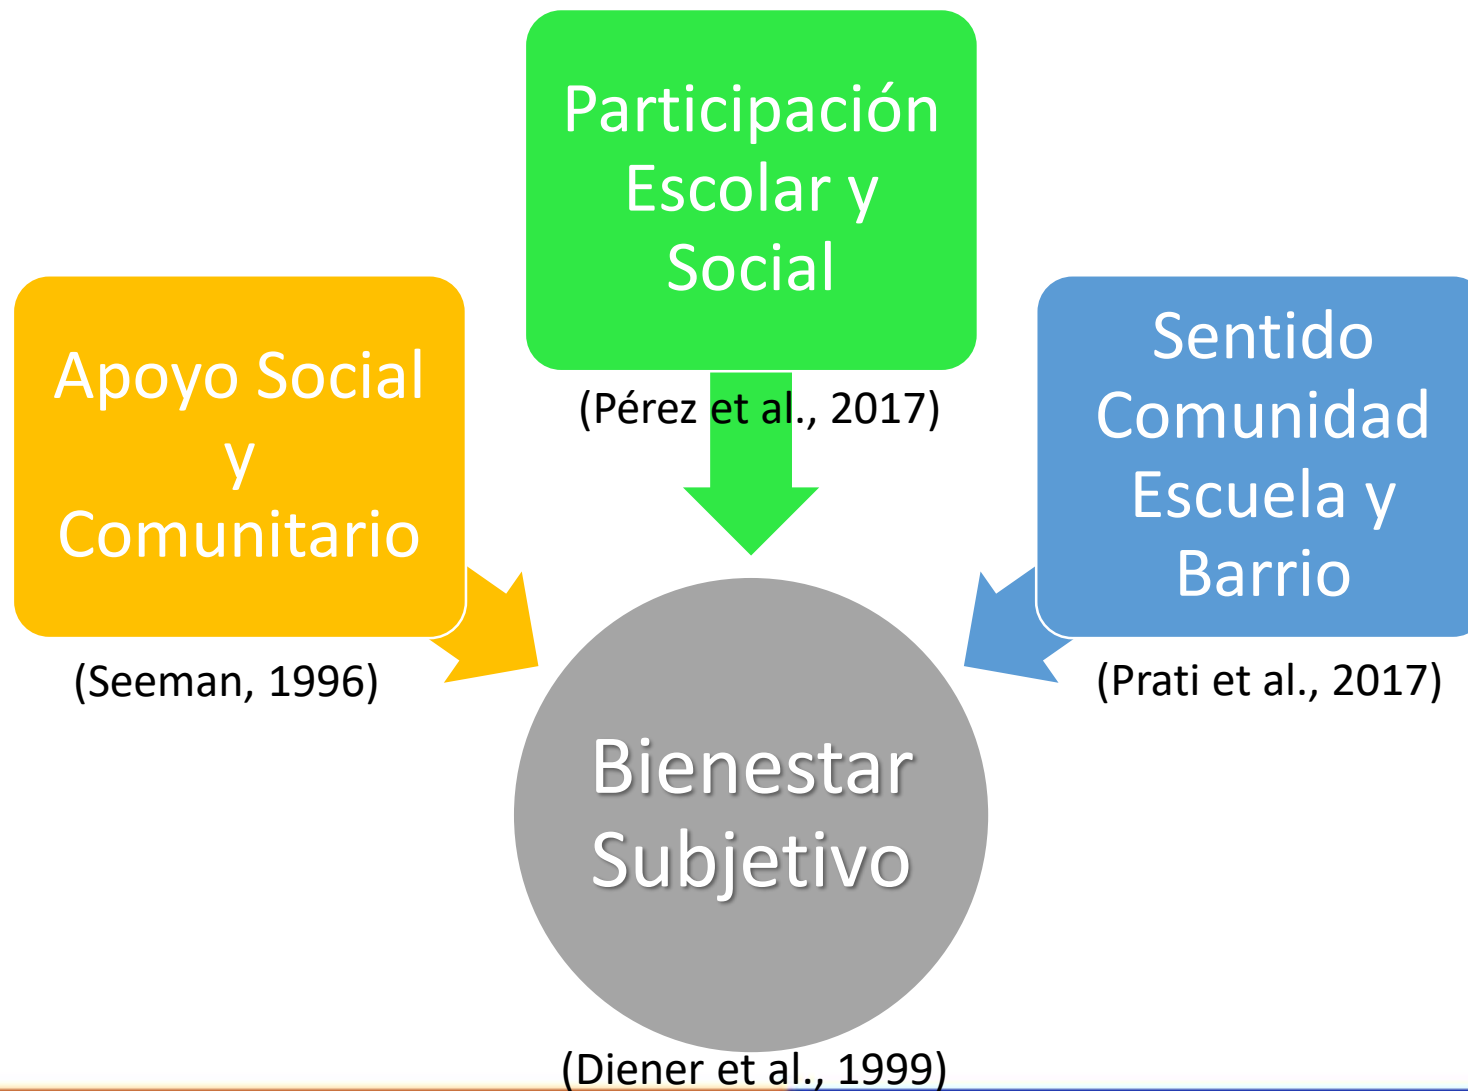 Participación
Escolar y
Social
(Pérez et al., 2017)
Apoyo Social
y
Comunitario
(Seeman, 1996)
Sentido
Comunidad
Escuela y
Barrio
(Prati et al., 2017)
Bienestar
Subjetivo
(Diener et al., 1999)